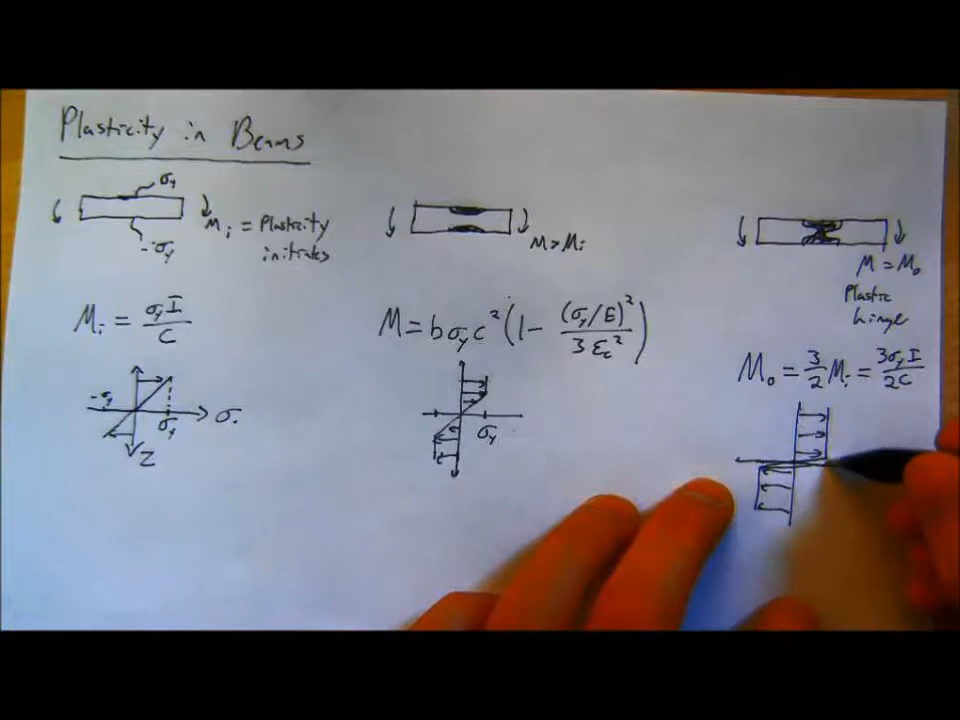 Plasticity in Beams
σy
Mi = Plasticity
initiates
-σy
Mi = σyI/C
-σy
σy
σ
Z
M > Mi
M = bσyc²(1 - (σy/E)²/3εc²)
σy
M = Mo
Plastic
hinge
Mo = 3/2 Mi = 3σyI/2C